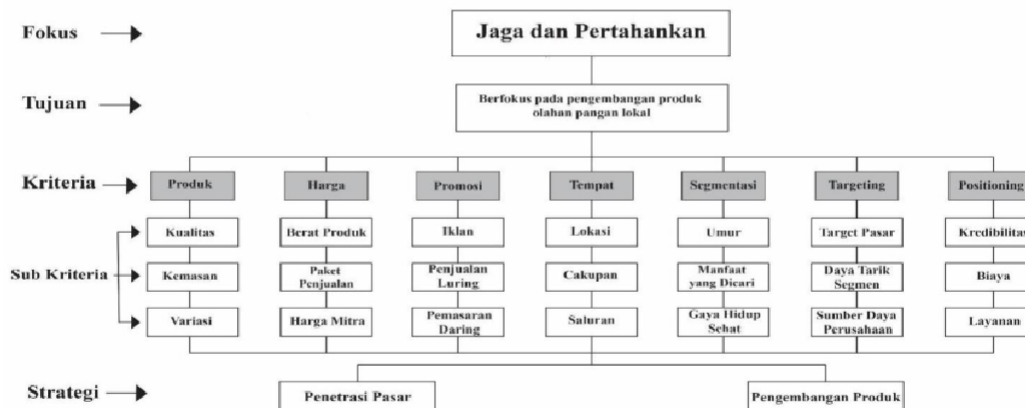 Fokus
Jaga dan Pertahankan
Tujuan
Berfokus pada pengembangan produk
olahan pangan lokal
Kriteria
Produk
Harga
Promosi
Tempat
Segmentasi
Targeting
Positioning
Sub Kriteria
Kualitas
Berat Produk
Iklan
Lokasi
Umur
Target Pasar
Kredibilitas
Kemasan
Paket
Penjualan
Penjualan
Luring
Cakupan
Manfaat
yang Dicari
Daya Tarik
Segmen
Biaya
Variasi
Harga Mitra
Pemasaran
Daring
Saluran
Gaya Hidup
Sehat
Sumber Daya
Perusahaan
Layanan
Strategi
Penetrasi Pasar
Pengembangan Produk